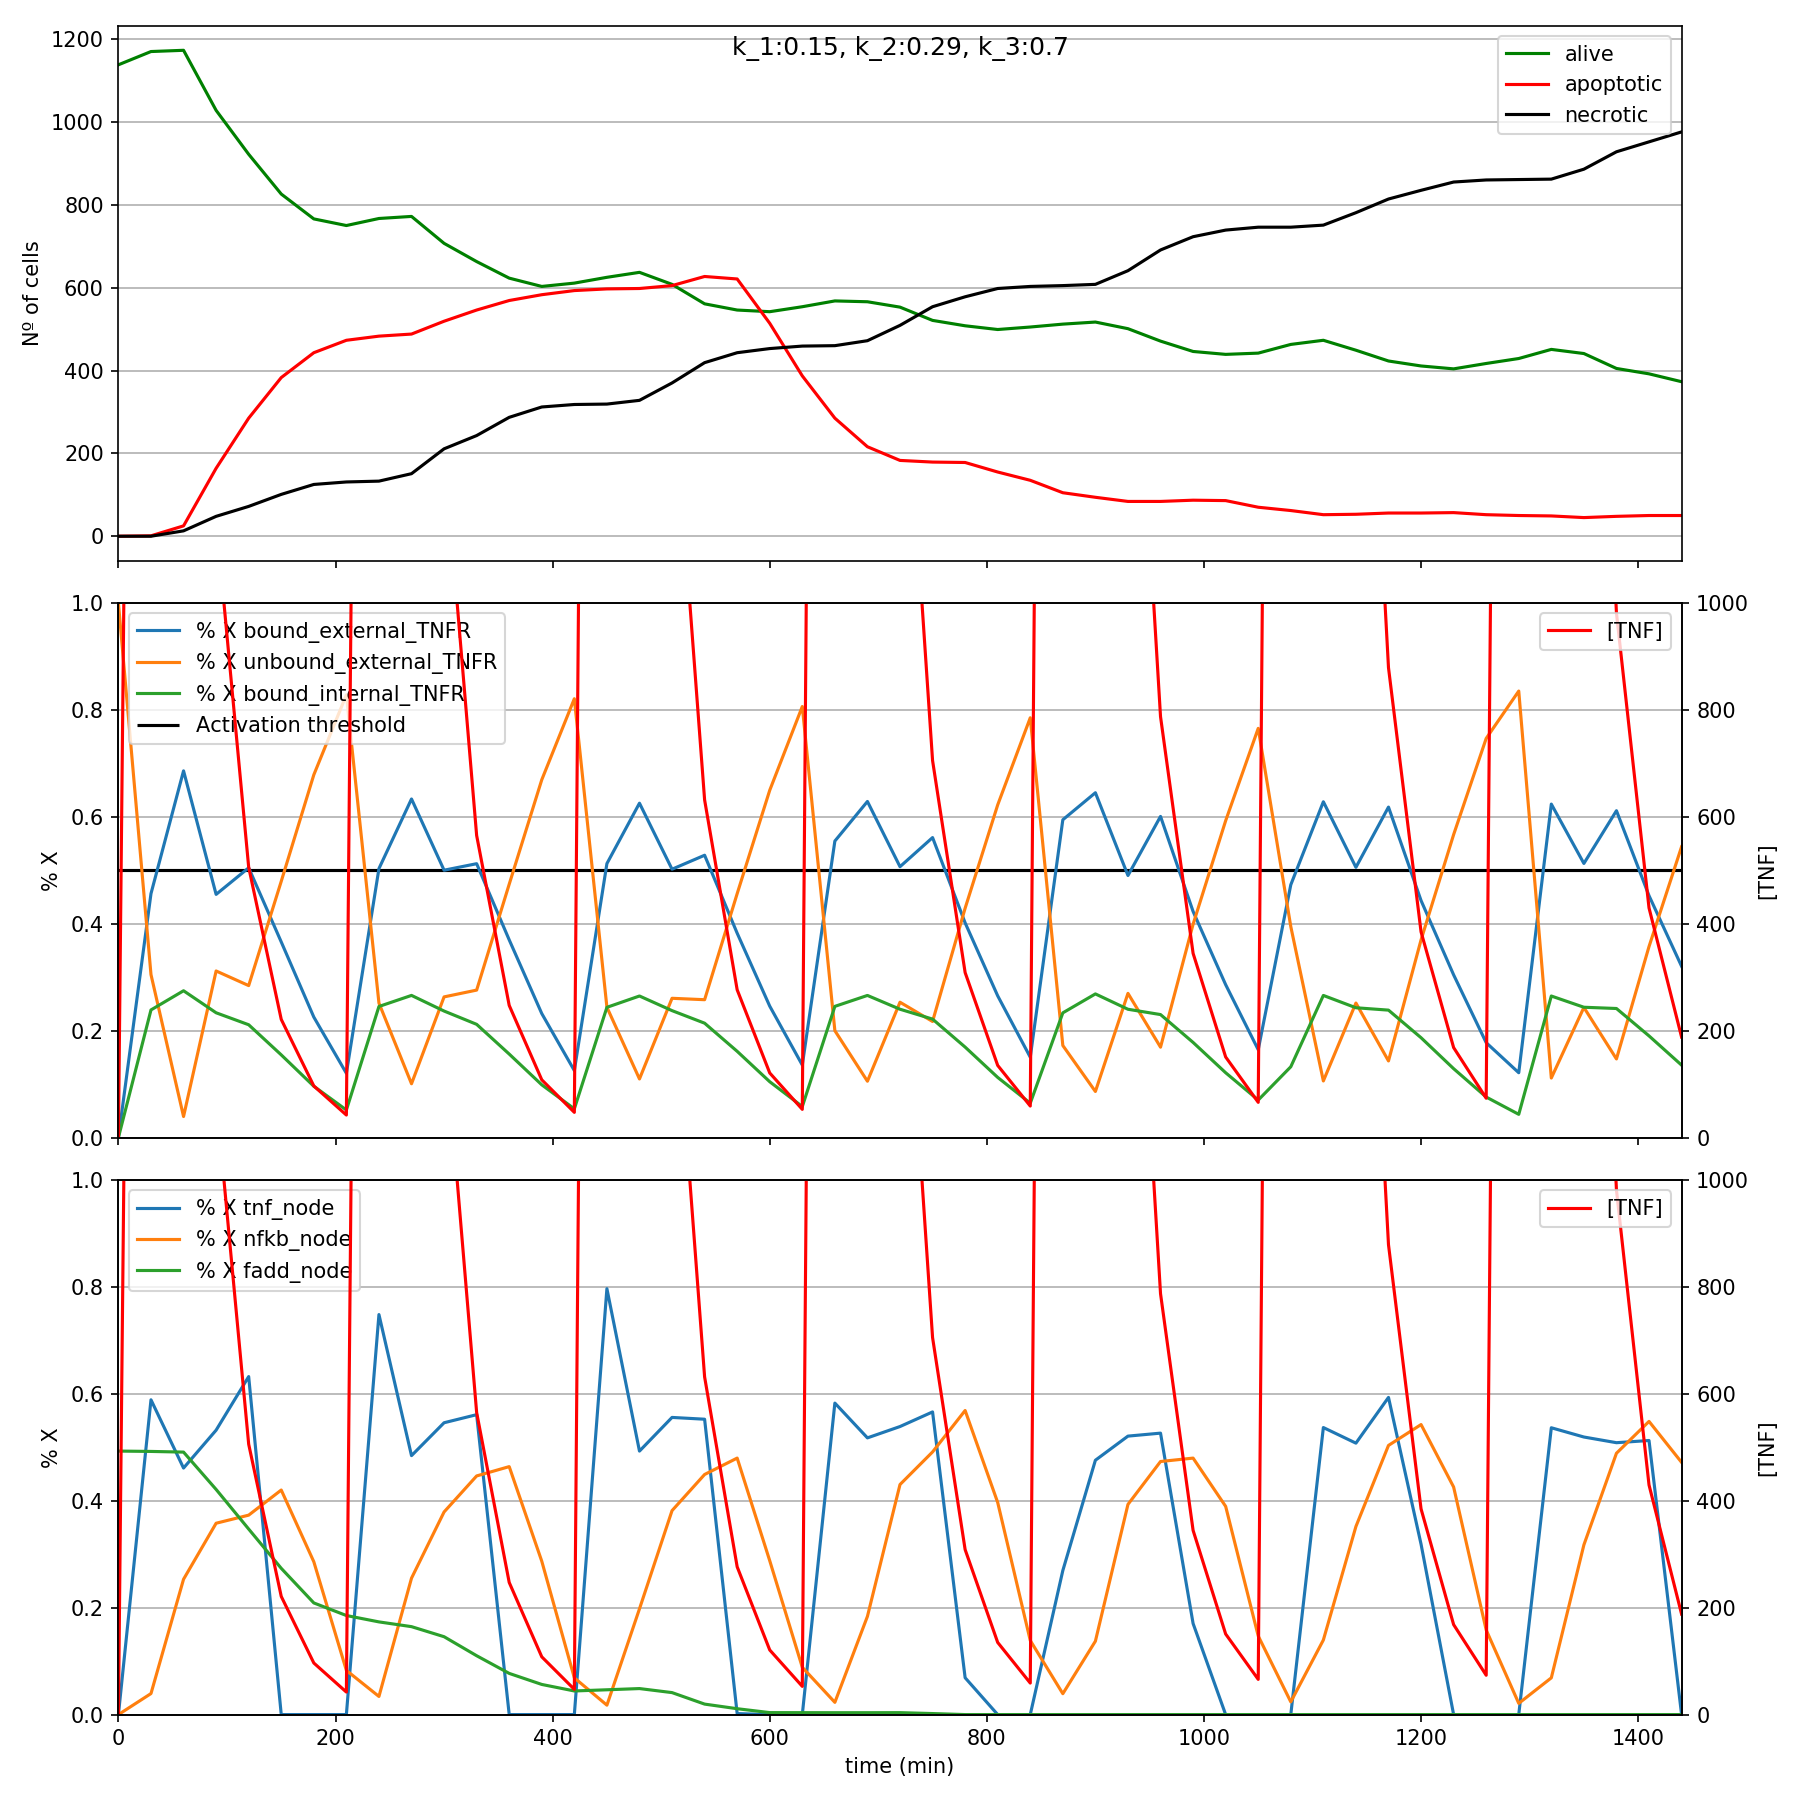 k_1:0.15, k_2:0.29, k_3:0.7
Nº of cells
1200
1000
800
600
400
200
0
alive
apoptotic
necrotic
% X
1.0
0.8
0.6
0.4
0.2
0.0
% X bound_external_TNFR
% X unbound_external_TNFR
% X bound_internal_TNFR
Activation threshold
[TNF]
1000
800
600
400
200
0
[TNF]
% X
1.0
0.8
0.6
0.4
0.2
0.0
% X tnf_node
% X nfkb_node
% X fadd_node
[TNF]
1000
800
600
400
200
0
[TNF]
0 200 400 600 800 1000 1200 1400
time (min)